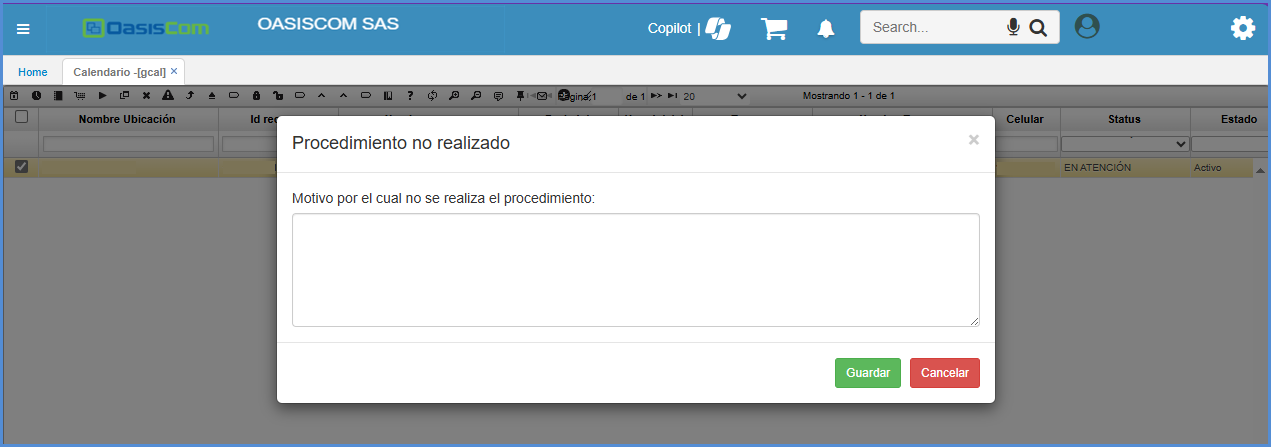 OasisCom OASISCOM SAS Copilot | Search...
Home Calendario -[gcal] ×
Página 1 de 1 20 Mostrando 1 - 1 de 1
Nombre Ubicación Id rec Celular Status Estado
Procedimiento no realizado ×
EN ATENCIÓN Activo
Motivo por el cual no se realiza el procedimiento:
Guardar Cancelar